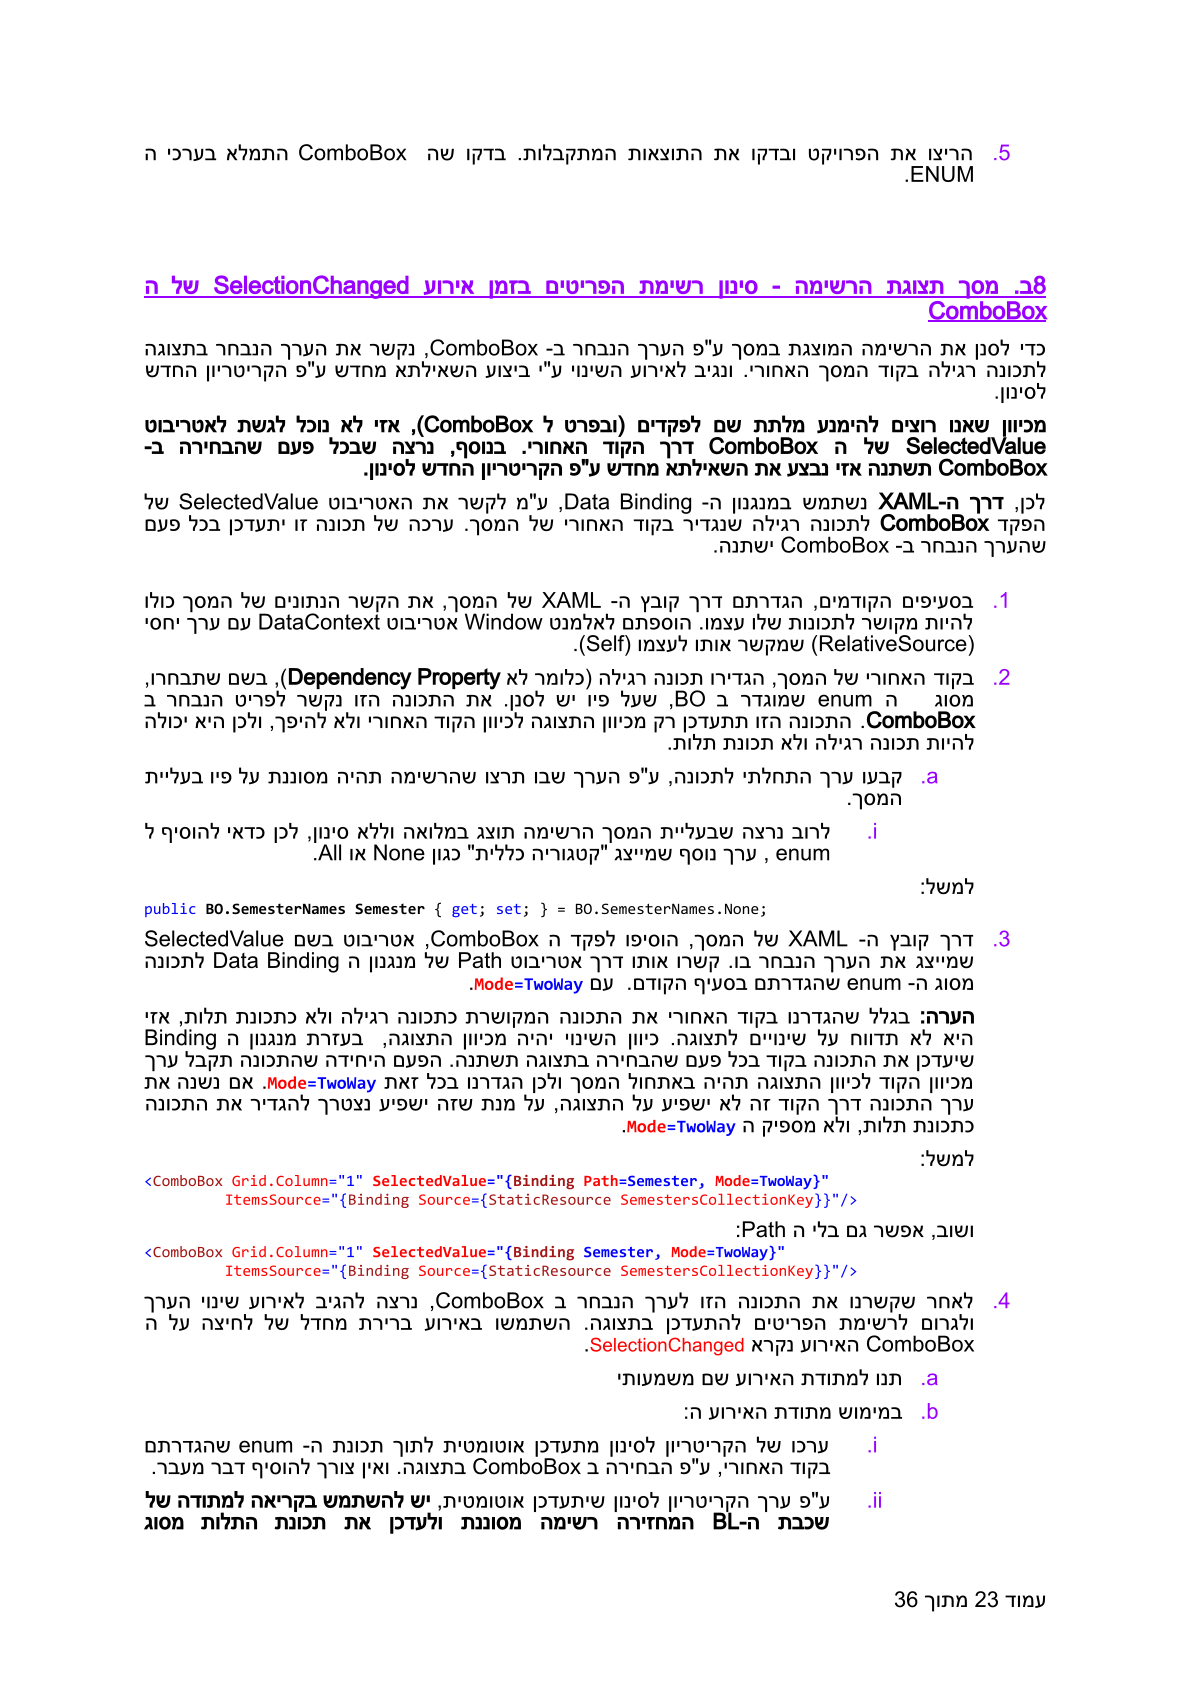 5. הריצו את הפרויקט ובדקו את התוצאות המתקבלות. בדקו שה ComboBox התמלא בערכי ה
ENUM.
8ב. מסך תצוגת הרשימה - סינון רשימת הפריטים בזמן אירוע SelectionChanged של ה
ComboBox
כדי לסנן את הרשימה המוצגת במסך ע"פ הערך הנבחר ב- ComboBox, נקשר את הערך הנבחר בתצוגה
לתכונה רגילה בקוד המסך האחורי. ונגיב לאירוע השינוי ע"י ביצוע השאילתא מחדש ע"פ הקריטריון החדש
לסינון.
מכיוון שאנו רוצים להימנע מלתת שם לפקדים (ובפרט ל ComboBox), אזי לא נוכל לגשת לאטריבוט
SelectedValue של ה ComboBox דרך הקוד האחורי. בנוסף, נרצה שבכל פעם שהבחירה ב-
ComboBox תשתנה אזי נבצע את השאילתא מחדש ע"פ הקריטריון החדש לסינון.
לכן, דרך ה-XAML נשתמש במנגנון ה- Data Binding, ע"מ לקשר את האטריבוט SelectedValue של
הפקד ComboBox לתכונה רגילה שנגדיר בקוד האחורי של המסך. ערכה של תכונה זו יתעדכן בכל פעם
שהערך הנבחר ב- ComboBox ישתנה.
1. בסעיפים הקודמים, הגדרתם דרך קובץ ה- XAML של המסך, את הקשר הנתונים של המסך כולו
להיות מקושר לתכונות שלו עצמו. הוספתם לאלמנט Window אטריבוט DataContext עם ערך יחסי
(RelativeSource) שמקשר אותו לעצמו (Self).
2. בקוד האחורי של המסך, הגדירו תכונה רגילה (כלומר לא Dependency Property), בשם שתבחרו,
מסוג ה enum שמוגדר ב BO, שעל פיו יש לסנן. את התכונה הזו נקשר לפריט הנבחר ב
ComboBox. התכונה הזו תתעדכן רק מכיוון התצוגה לכיוון הקוד האחורי ולא להיפך, ולכן היא יכולה
להיות תכונה רגילה ולא תכונת תלות.
a. קבעו ערך התחלתי לתכונה, ע"פ הערך שבו תרצו שהרשימה תהיה מסוננת על פיו בעליית
המסך.
i. לרוב נרצה שבעליית המסך הרשימה תוצג במלואה וללא סינון, לכן כדאי להוסיף ל
enum , ערך נוסף שמייצג "קטגוריה כללית" כגון None או All.
למשל:
public BO.SemesterNames Semester { get; set; } = BO.SemesterNames.None;
3. דרך קובץ ה- XAML של המסך, הוסיפו לפקד ה ComboBox, אטריבוט בשם SelectedValue
שמייצג את הערך הנבחר בו. קשרו אותו דרך אטריבוט Path של מנגנון ה Data Binding לתכונה
מסוג ה- enum שהגדרתם בסעיף הקודם. עם Mode=TwoWay.
הערה: בגלל שהגדרנו בקוד האחורי את התכונה המקושרת כתכונה רגילה ולא כתכונת תלות, אזי
היא לא תדווח על שינויים לתצוגה. כיוון השינוי יהיה מכיוון התצוגה, בעזרת מנגנון ה Binding
שיעדכן את התכונה בקוד בכל פעם שהבחירה בתצוגה תשתנה. הפעם היחידה שהתכונה תקבל ערך
מכיוון הקוד לכיוון התצוגה תהיה באתחול המסך ולכן הגדרנו בכל זאת Mode=TwoWay. אם נשנה את
ערך התכונה דרך הקוד זה לא ישפיע על התצוגה, על מנת שזה ישפיע נצטרך להגדיר את התכונה
כתכונת תלות, ולא מספיק ה Mode=TwoWay.
למשל:
<ComboBox Grid.Column="1" SelectedValue="{Binding Path=Semester, Mode=TwoWay}"
ItemsSource="{Binding Source={StaticResource SemestersCollectionKey}}"/>
ושוב, אפשר גם בלי ה Path:
<ComboBox Grid.Column="1" SelectedValue="{Binding Semester, Mode=TwoWay}"
ItemsSource="{Binding Source={StaticResource SemestersCollectionKey}}"/>
4. לאחר שקשרנו את התכונה הזו לערך הנבחר ב ComboBox, נרצה להגיב לאירוע שינוי הערך
ולגרום לרשימת הפריטים להתעדכן בתצוגה. השתמשו באירוע ברירת מחדל של לחיצה על ה
ComboBox האירוע נקרא SelectionChanged.
a. תנו למתודת האירוע שם משמעותי
b. במימוש מתודת האירוע ה:
i. ערכו של הקריטריון לסינון מתעדכן אוטומטית לתוך תכונת ה- enum שהגדרתם
בקוד האחורי, ע"פ הבחירה ב ComboBox בתצוגה. ואין צורך להוסיף דבר מעבר.
ii. ע"פ ערך הקריטריון לסינון שיתעדכן אוטומטית, יש להשתמש בקריאה למתודה של
שכבת ה-BL המחזירה רשימה מסוננת ולעדכן את תכונת התלות מסוג
עמוד 23 מתוך 36